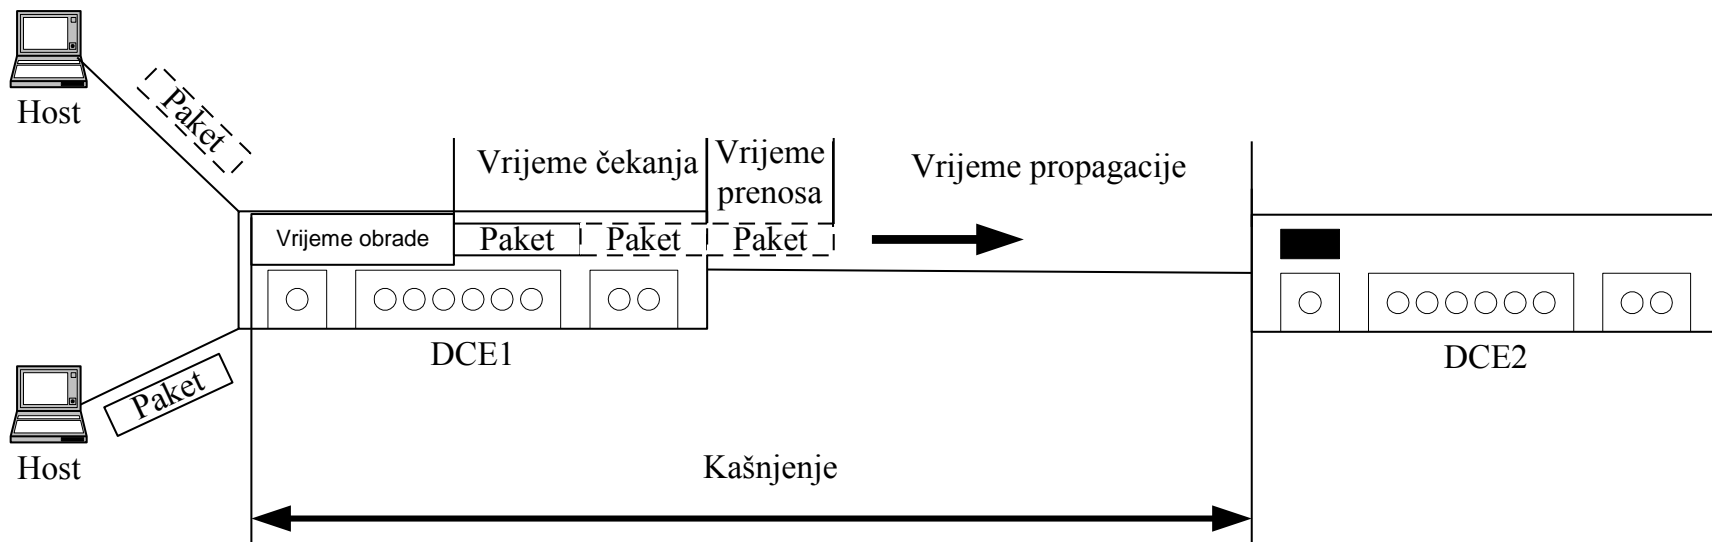 Host
Paket
Vrijeme čekanja
Vrijeme
prenosa
Vrijeme propagacije
Vrijeme obrade
Paket
Paket
Paket
DCE1
DCE2
Paket
Host
Kašnjenje